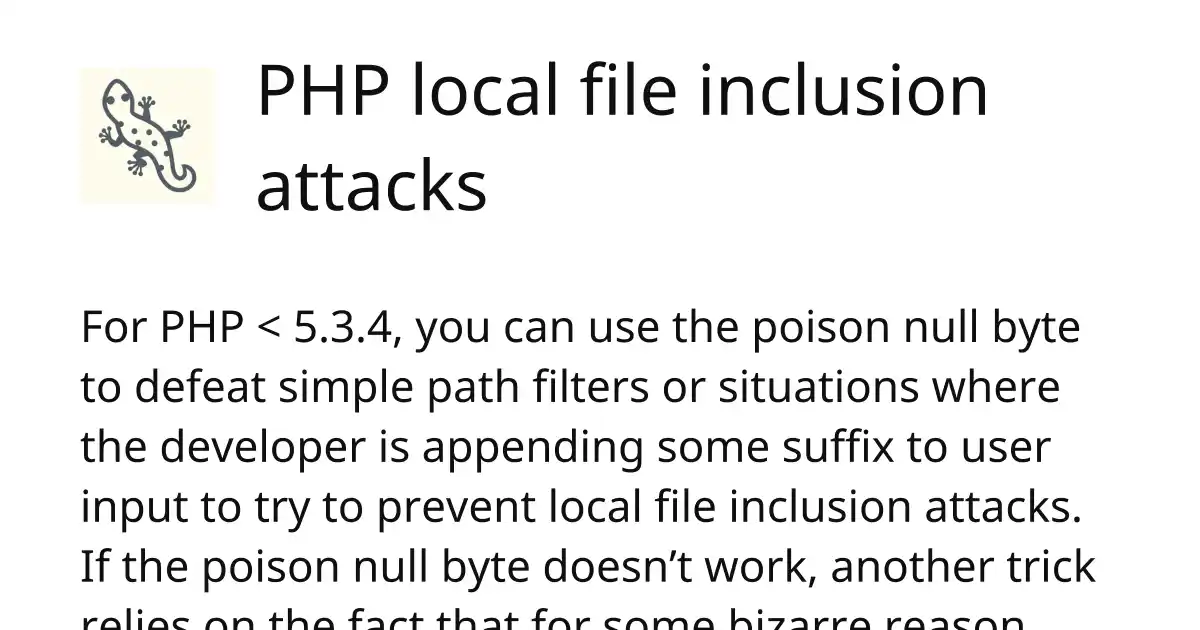 PHP local file inclusion
attacks
For PHP < 5.3.4, you can use the poison null byte
to defeat simple path filters or situations where
the developer is appending some suffix to user
input to try to prevent local file inclusion attacks.
If the poison null byte doesn’t work, another trick
relies on the fact that for some bizarre reason